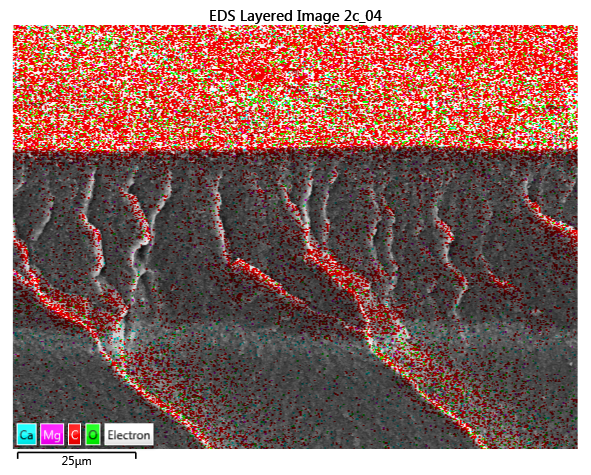 EDS Layered Image 2c_04
Ca Mg C O Electron
25µm